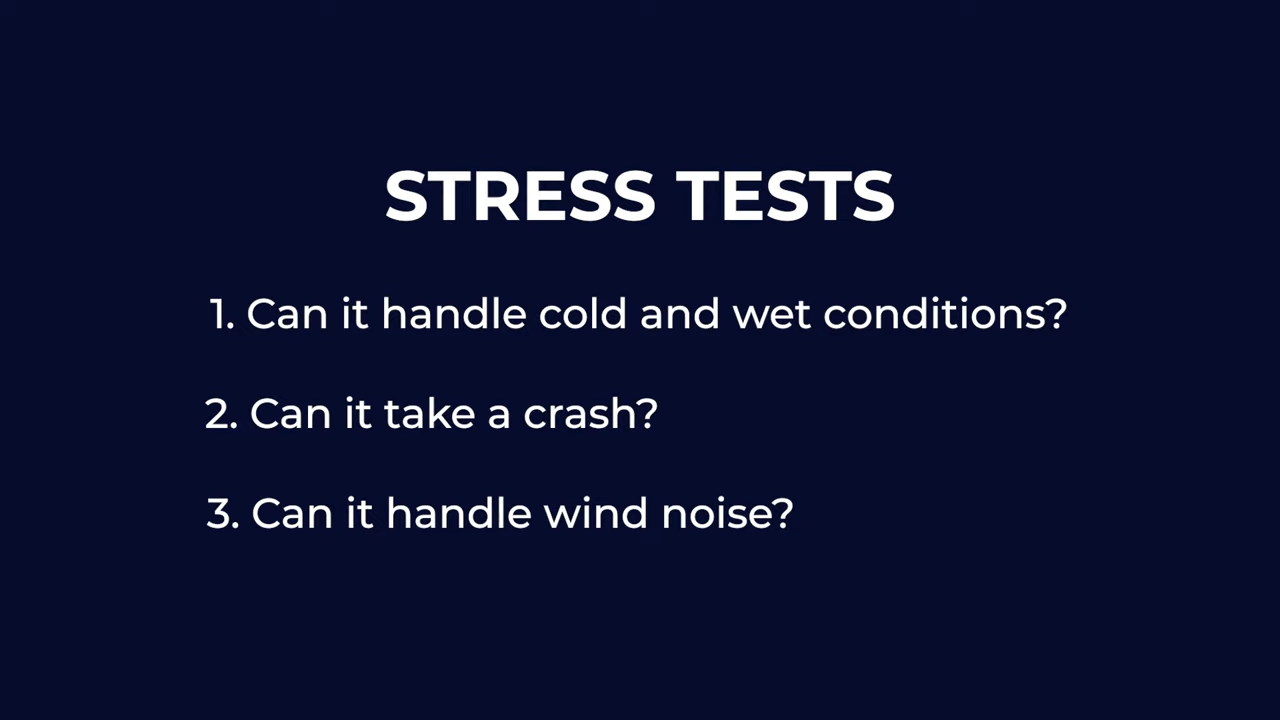 STRESS TESTS
1. Can it handle cold and wet conditions?
2. Can it take a crash?
3. Can it handle wind noise?